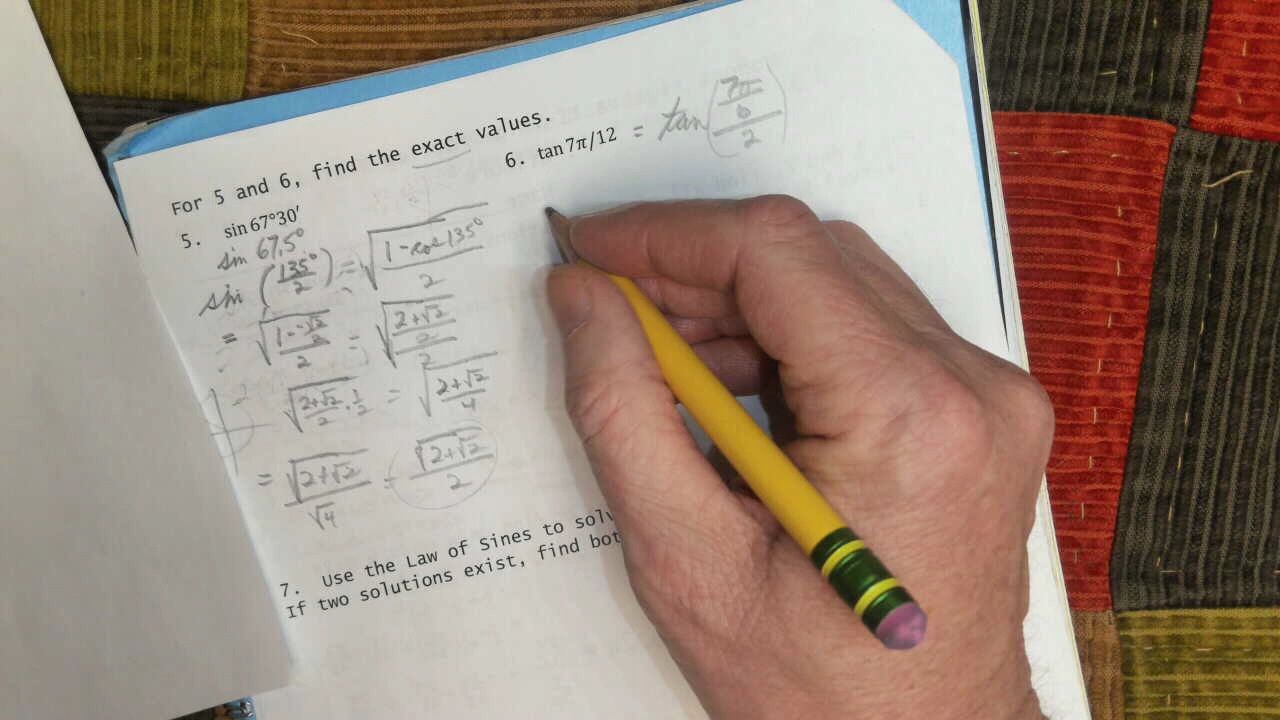 For 5 and 6, find the exact values.
5. sin 67°30′
sin 67.5°
sin (135°/2) = √((1-cos 135°)/2)
= √((1--√2/2)/2) = √(((2+√2)/2)/2)
√((2+√2)/2 · 1/2) = √((2+√2)/4)
= √(2+√2)/√4 = √(2+√2)/2
6. tan 7π/12 = tan((7π/6)/2)
7. Use the Law of Sines to solv
If two solutions exist, find bot